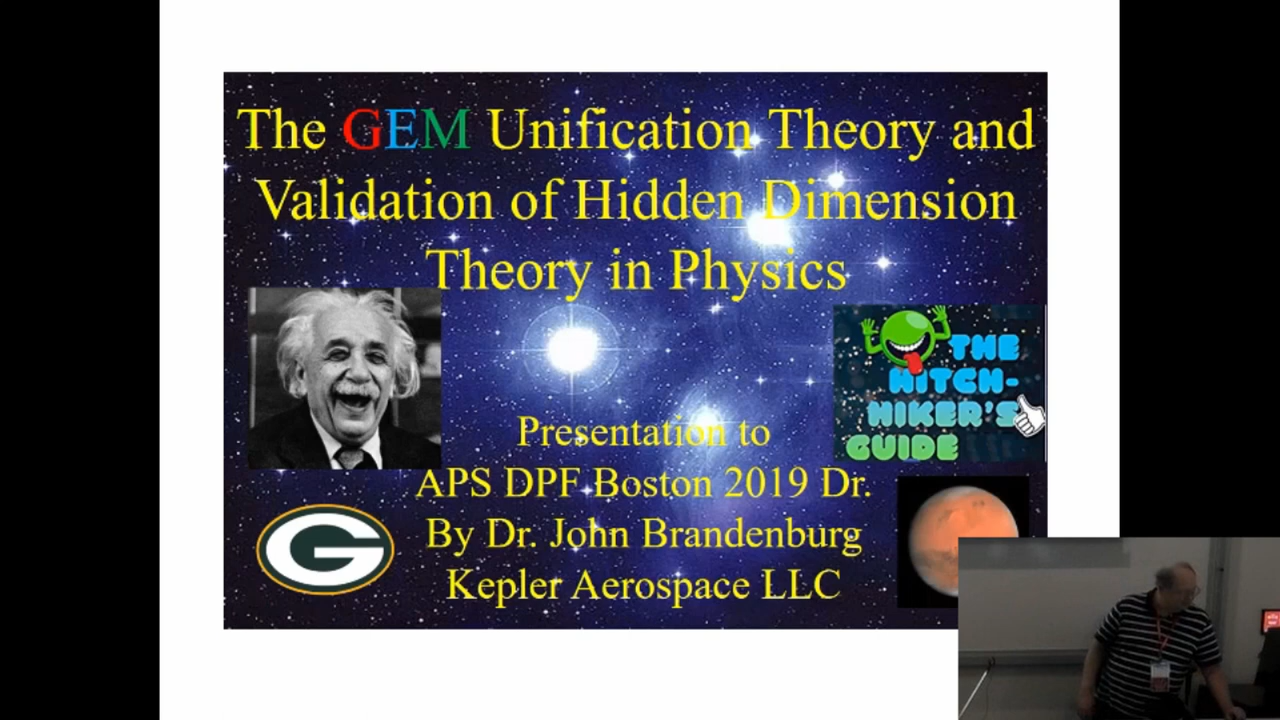 The GEM Unification Theory and
Validation of Hidden Dimension
Theory in Physics
THE
HITCH-
HIKER'S
GUIDE
Presentation to
APS DPF Boston 2019 Dr.
By Dr. John Brandenburg
Kepler Aerospace LLC
G